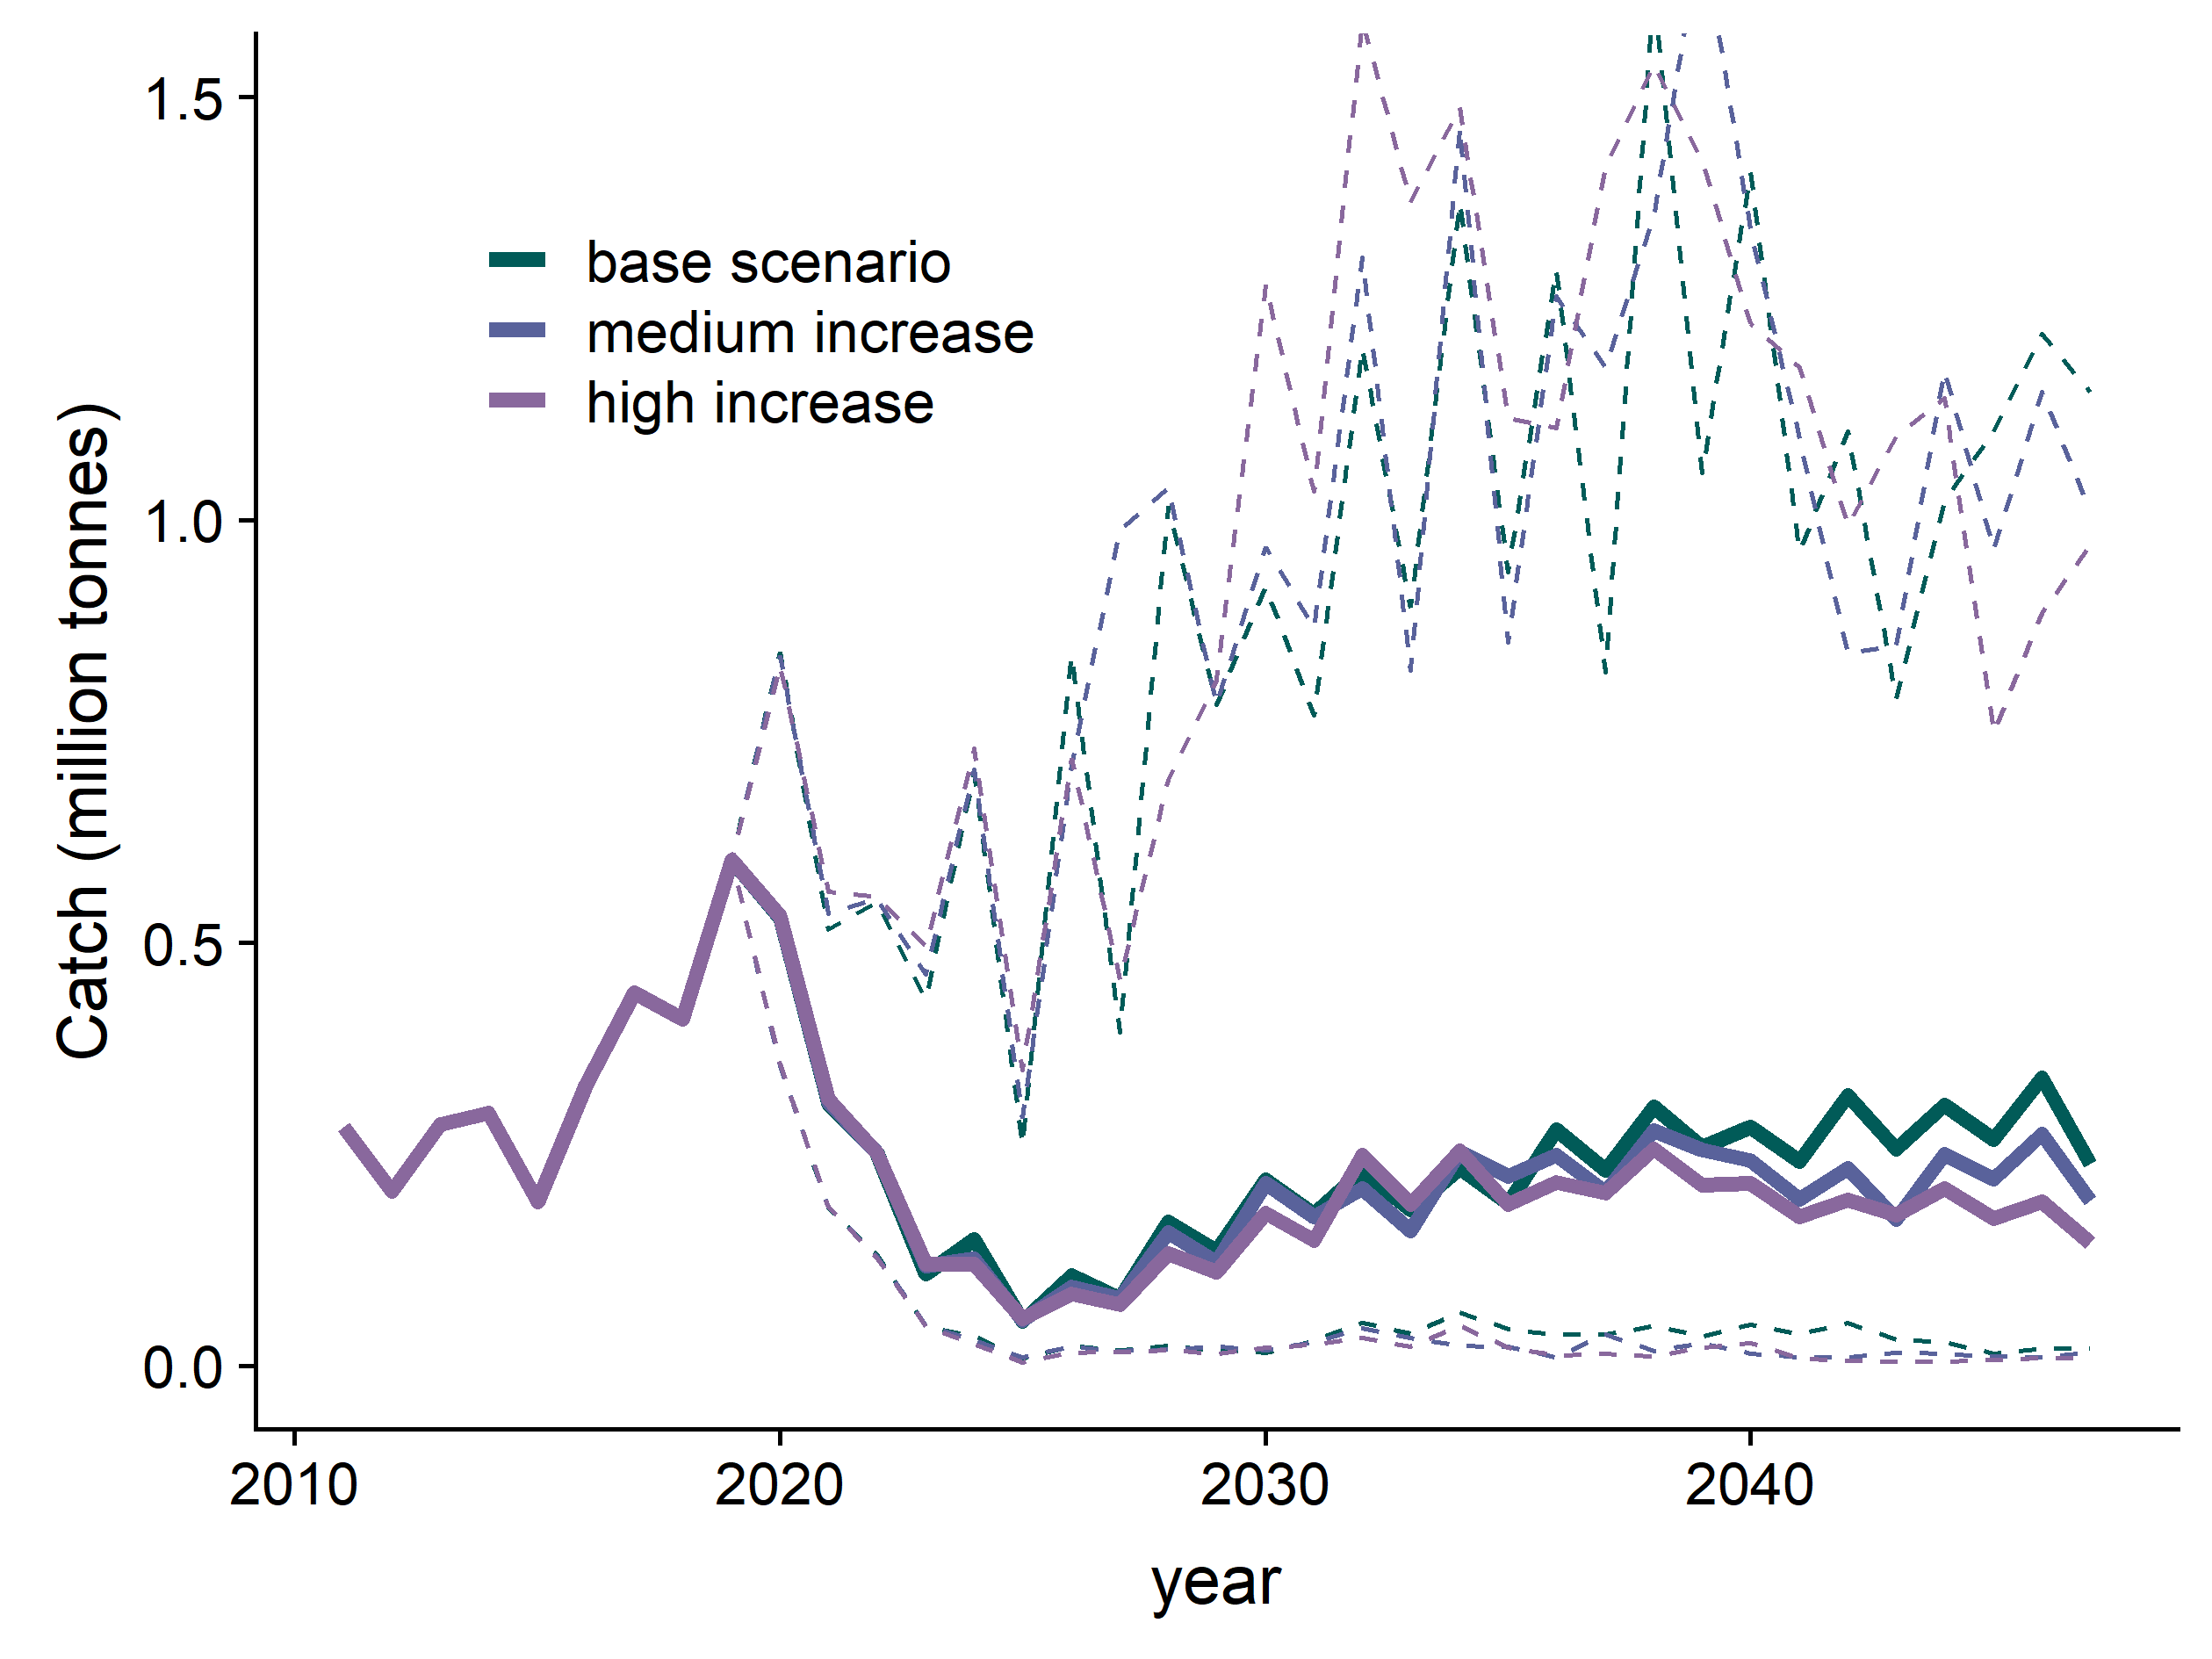 1.5
1.0
0.5
0.0
Catch (million tonnes)
base scenario
medium increase
high increase
2010 2020 2030 2040
year